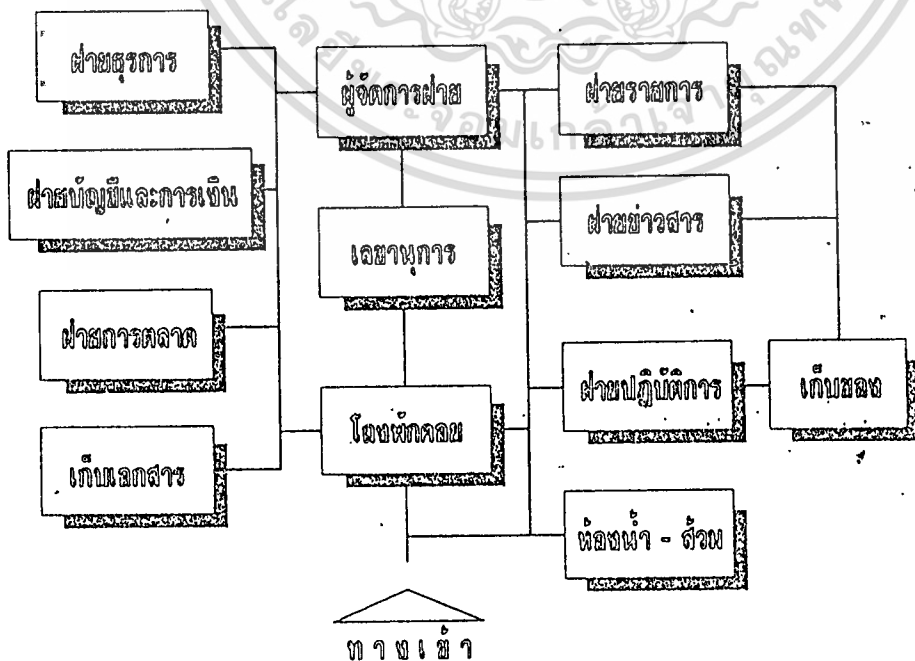 ฝ่ายธุรการ
ผู้จัดการฝ่าย
ฝ่ายรายการ
ฝ่ายบัญชีและการเงิน
เลขานุการ
ฝ่ายข่าวสาร
ฝ่ายการตลาด
โถงพักคอย
ฝ่ายปฏิบัติการ
เก็บของ
เก็บเอกสาร
ห้องน้ำ - ส้วม
ทางเข้า